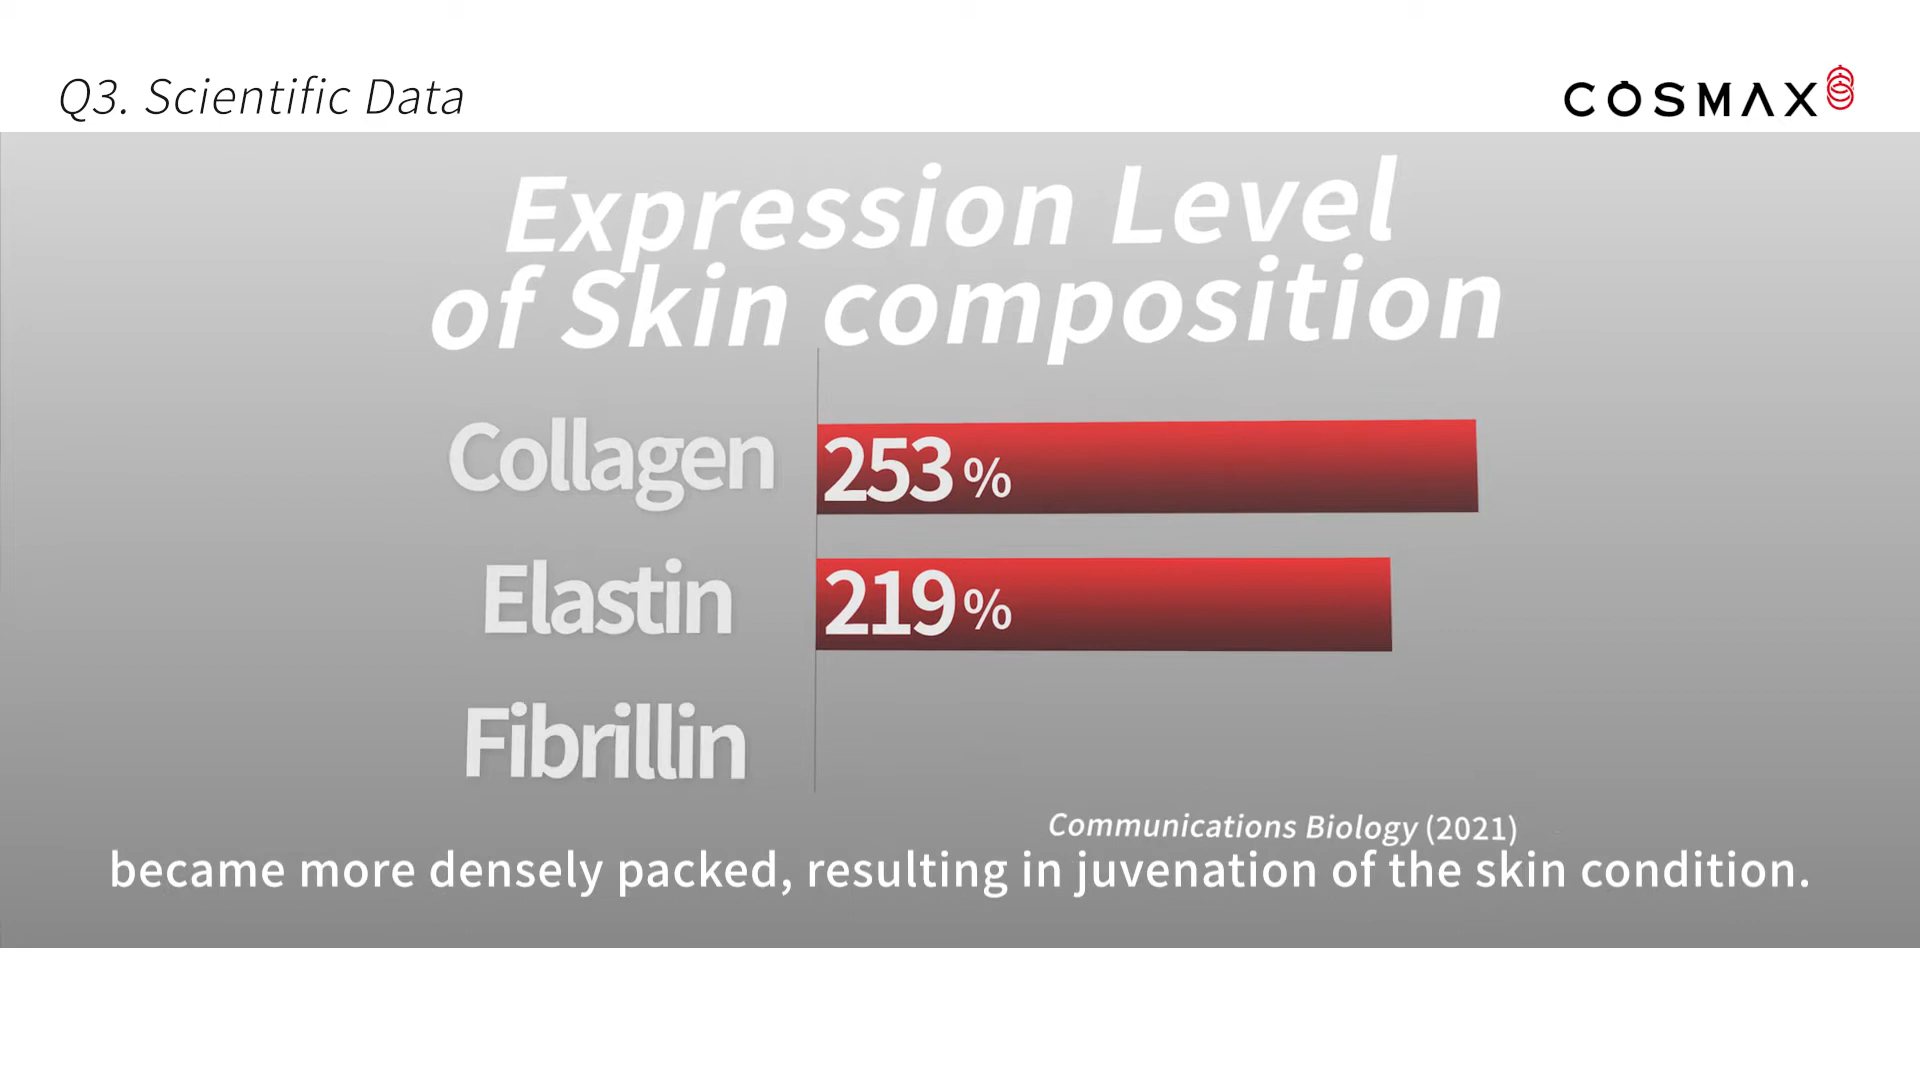 Q3. Scientific Data
COSMAX
Expression Level
of Skin composition
Collagen
253 %
Elastin
219 %
Fibrillin
Communications Biology (2021)
became more densely packed, resulting in juvenation of the skin condition.